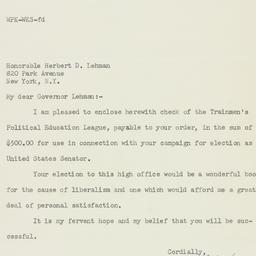 WPK-WKS-fd
Honorable Herbert D. Lehman
820 Park Avenue
New York, N.Y.
My dear Governor Lehman:-
I am pleased to enclose herewith check of the Trainmen's
Political Education League, payable to your order, in the sum of
$500.00 for use in connection with your campaign for election as
United States Senator.
Your election to this high office would be a wonderful boo
for the cause of liberalism and one which would afford me a great
deal of personal satisfaction.
It is my fervent hope and my belief that you will be suc-
cessful.
Cordially,